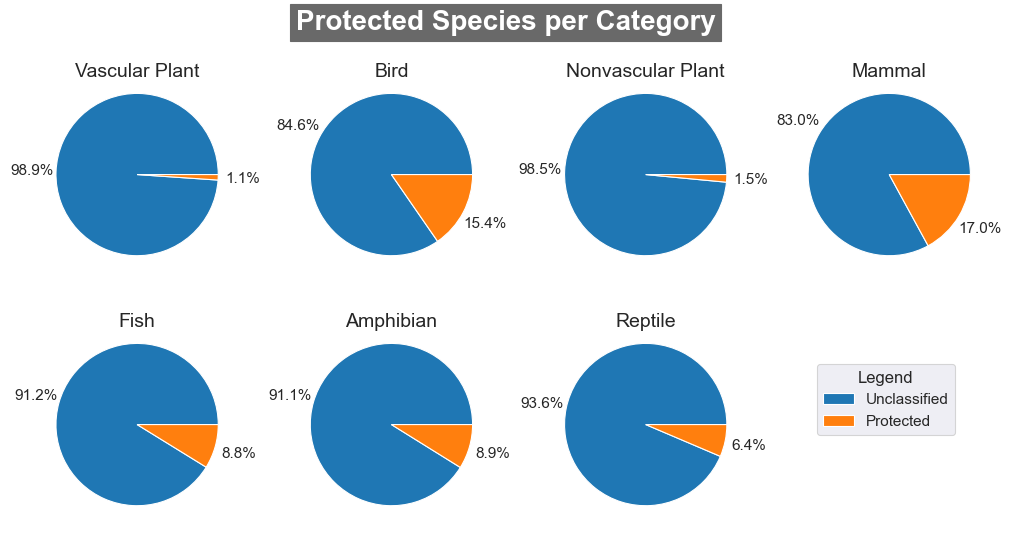 Protected Species per Category
Vascular Plant
98.9%
1.1%
Bird
84.6%
15.4%
Nonvascular Plant
98.5%
1.5%
Mammal
83.0%
17.0%
Fish
91.2%
8.8%
Amphibian
91.1%
8.9%
Reptile
93.6%
6.4%
Legend
Unclassified
Protected